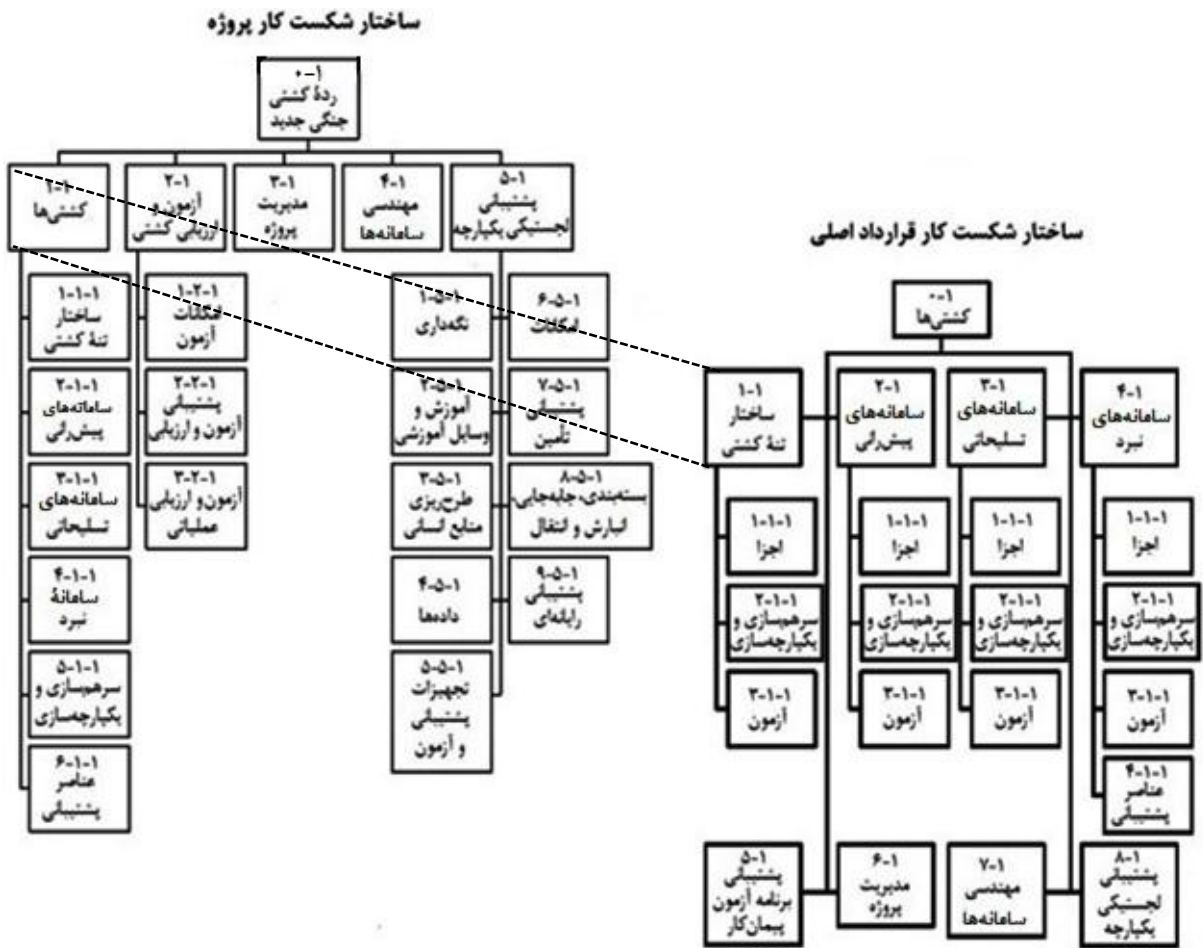 ساختار شکست کار پروژه
۱-۰
ردهٔ کشتی
جنگی جدید
۱-۱
کشتی‌ها
۲-۱
آزمون و
ارزیابی کشتی
۳-۱
مدیریت
پروژه
۴-۱
مهندسی
سامانه‌ها
۵-۱
پشتیبانی
لجستیکی یکپارچه
۱-۱-۱
ساختار
تنهٔ کشتی
۲-۱-۱
سامانه‌های
پیش‌رانی
۳-۱-۱
سامانه‌های
تسلیحاتی
۴-۱-۱
سامانهٔ
نبرد
۵-۱-۱
سرهم‌سازی و
یکپارچه‌سازی
۶-۱-۱
عناصر
پشتیبانی
۱-۲-۱
امکانات
آزمون
۲-۲-۱
پشتیبانی
آزمون و ارزیابی
۳-۲-۱
آزمون و ارزیابی
عملیاتی
۱-۵-۱
نگه‌داری
۲-۵-۱
آموزش و
وسایل آموزشی
۳-۵-۱
طرح‌ریزی
منابع انسانی
۴-۵-۱
داده‌ها
۵-۵-۱
تجهیزات
پشتیبانی
و آزمون
۶-۵-۱
امکانات
۷-۵-۱
پشتیبانی
تأمین
۸-۵-۱
بسته‌بندی، جابه‌جایی،
انبارش و انتقال
۹-۵-۱
پشتیبانی
رایانه‌ای
ساختار شکست کار قرارداد اصلی
۱-۰
کشتی‌ها
۱-۱
ساختار
تنهٔ کشتی
۲-۱
سامانه‌های
پیش‌رانی
۳-۱
سامانه‌های
تسلیحاتی
۴-۱
سامانه‌های
نبرد
۱-۱-۱
اجزا
۲-۱-۱
سرهم‌سازی و
یکپارچه‌سازی
۳-۱-۱
آزمون
۱-۱-۱
اجزا
۲-۱-۱
سرهم‌سازی و
یکپارچه‌سازی
۳-۱-۱
آزمون
۱-۱-۱
اجزا
۲-۱-۱
سرهم‌سازی و
یکپارچه‌سازی
۳-۱-۱
آزمون
۱-۱-۱
اجزا
۲-۱-۱
سرهم‌سازی و
یکپارچه‌سازی
۳-۱-۱
آزمون
۴-۱-۱
عناصر
پشتیبانی
۵-۱
پشتیبانی
برنامه آزمون
پیمان‌کار
۶-۱
مدیریت
پروژه
۷-۱
مهندسی
سامانه‌ها
۸-۱
پشتیبانی
لجستیکی
یکپارچه